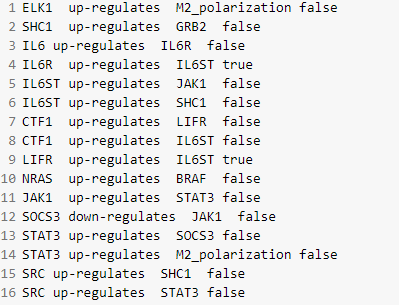 1 ELK1 up-regulates M2_polarization false
2 SHC1 up-regulates GRB2 false
3 IL6 up-regulates IL6R false
4 IL6R up-regulates IL6ST true
5 IL6ST up-regulates JAK1 false
6 IL6ST up-regulates SHC1 false
7 CTF1 up-regulates LIFR false
8 CTF1 up-regulates IL6ST false
9 LIFR up-regulates IL6ST true
10 NRAS up-regulates BRAF false
11 JAK1 up-regulates STAT3 false
12 SOCS3 down-regulates JAK1 false
13 STAT3 up-regulates SOCS3 false
14 STAT3 up-regulates M2_polarization false
15 SRC up-regulates SHC1 false
16 SRC up-regulates STAT3 false